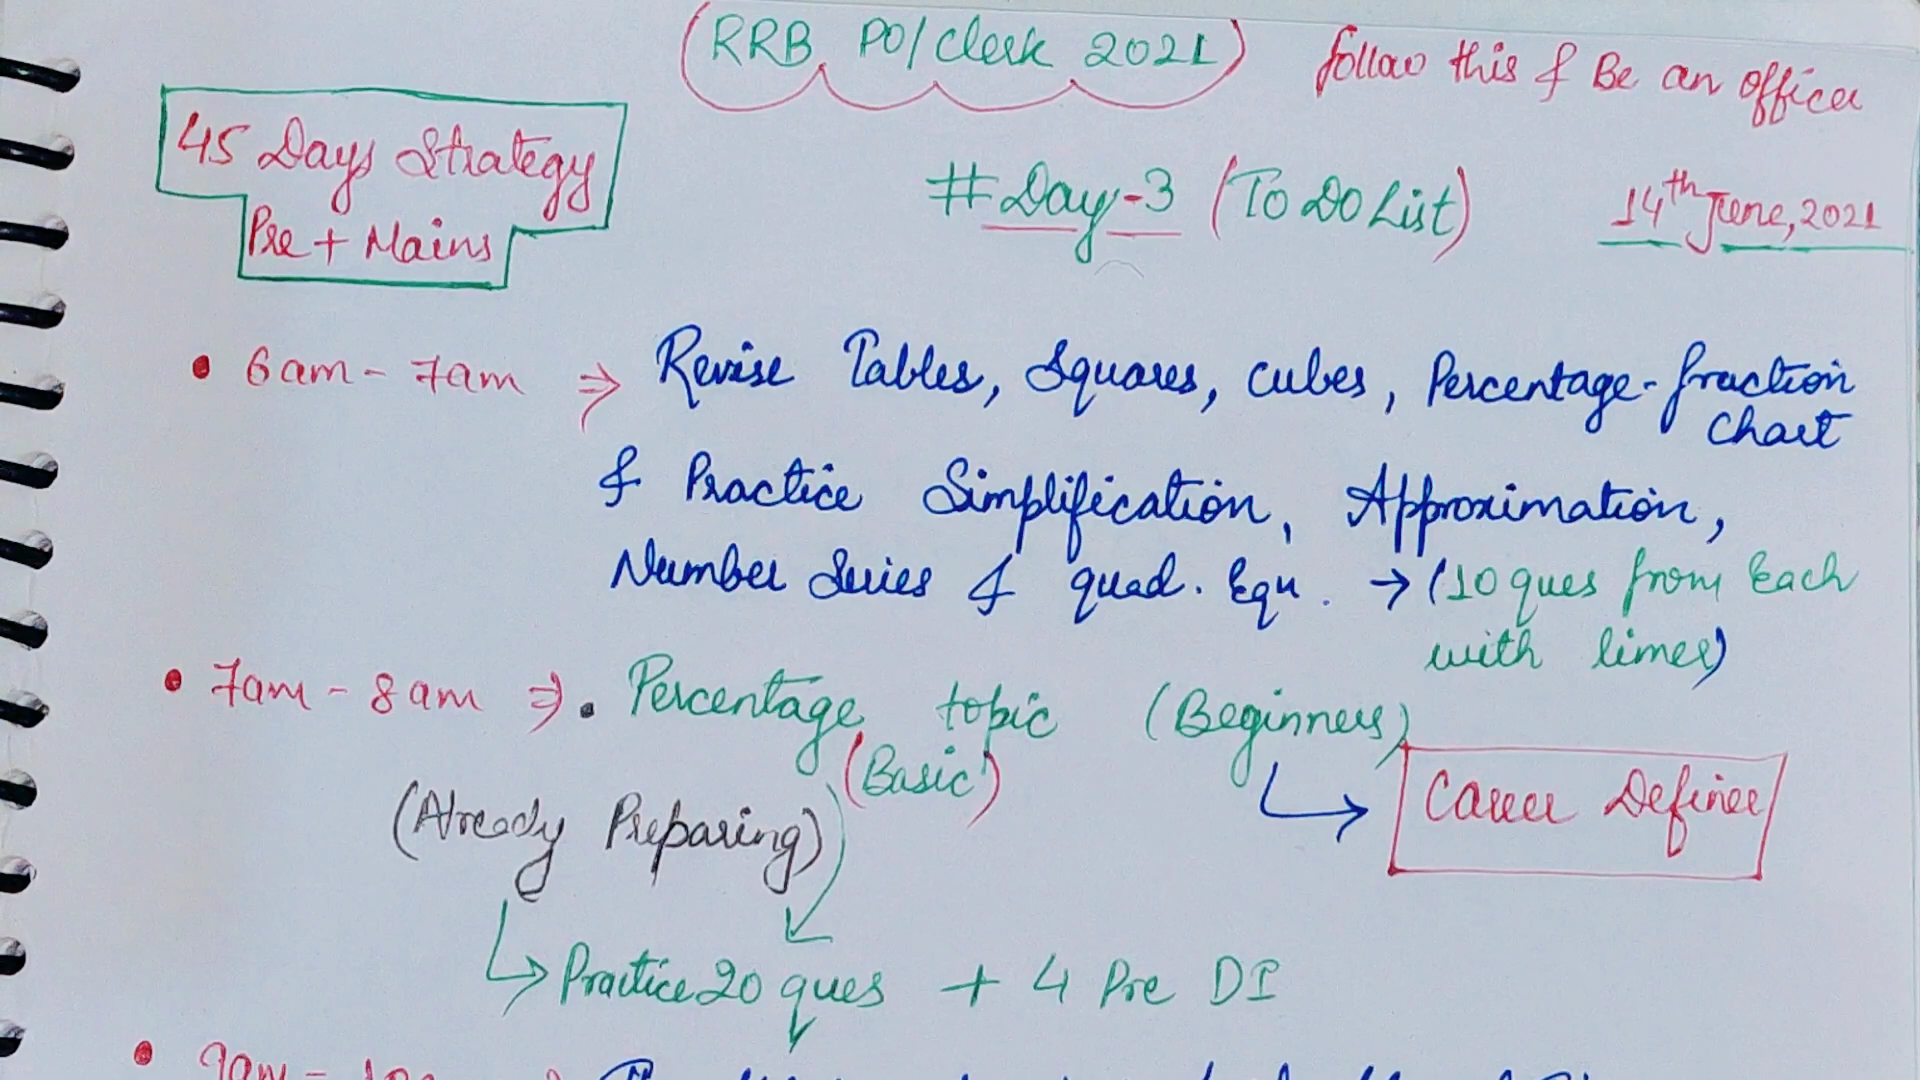 RRB PO/Clerk 2021
follow this & Be an officer
45 Days Strategy
Pre + Mains
# Day-3 (To Do List)
14th June, 2021
• 6am - 7am ⇒ Revise Tables, Squares, cubes, Percentage-fraction
Chart
& Practice Simplification, Approximation,
Number Series & quad. Eqn. → (10 ques from Each
with timer)
• 7am - 8am ⇒ • Percentage topic (Beginners)
(Basic)
Career Definer
(Already Preparing)
Practice 20 ques + 4 Pre DI
• 9am -